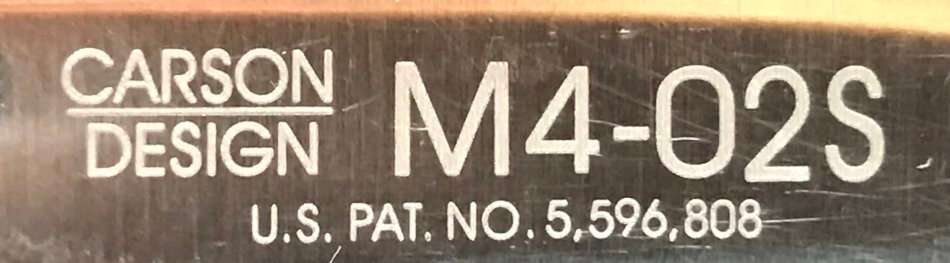 CARSON
DESIGN
M4-02S
U.S. PAT. NO. 5,596,808